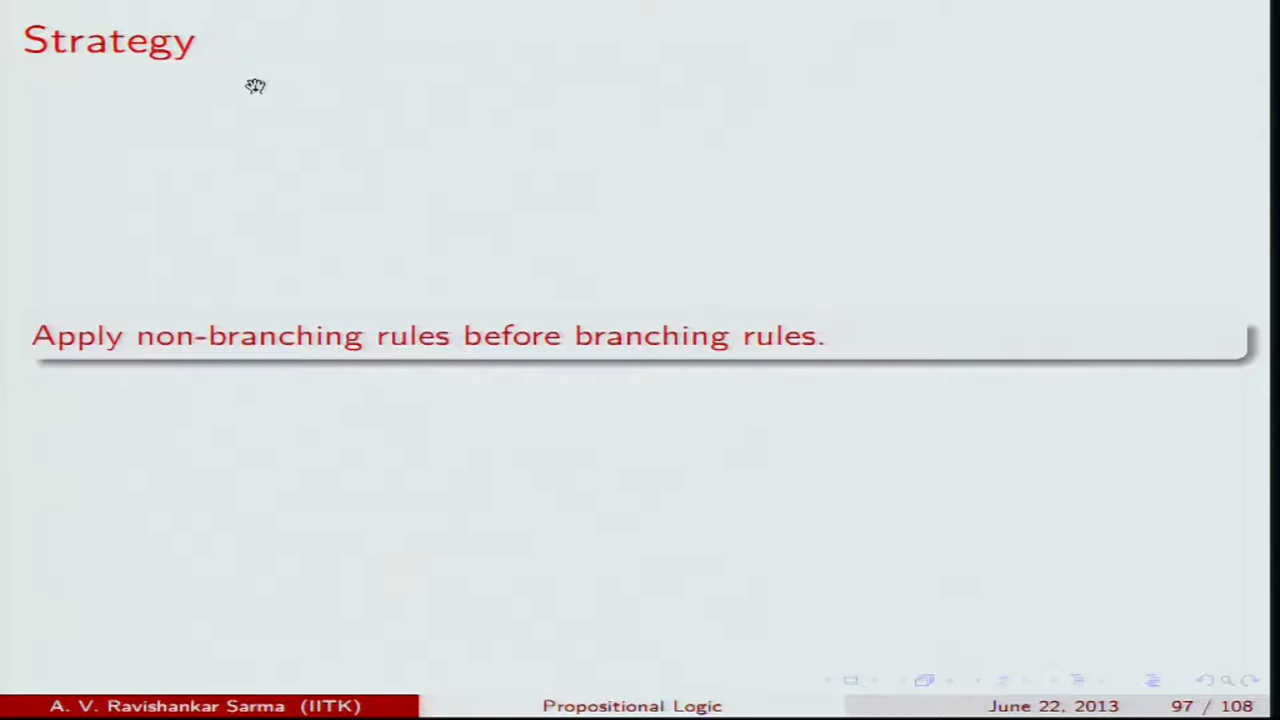 Strategy
Apply non-branching rules before branching rules.
A. V. Ravishankar Sarma (IITK)
Propositional Logic
June 22, 2013
97 / 108